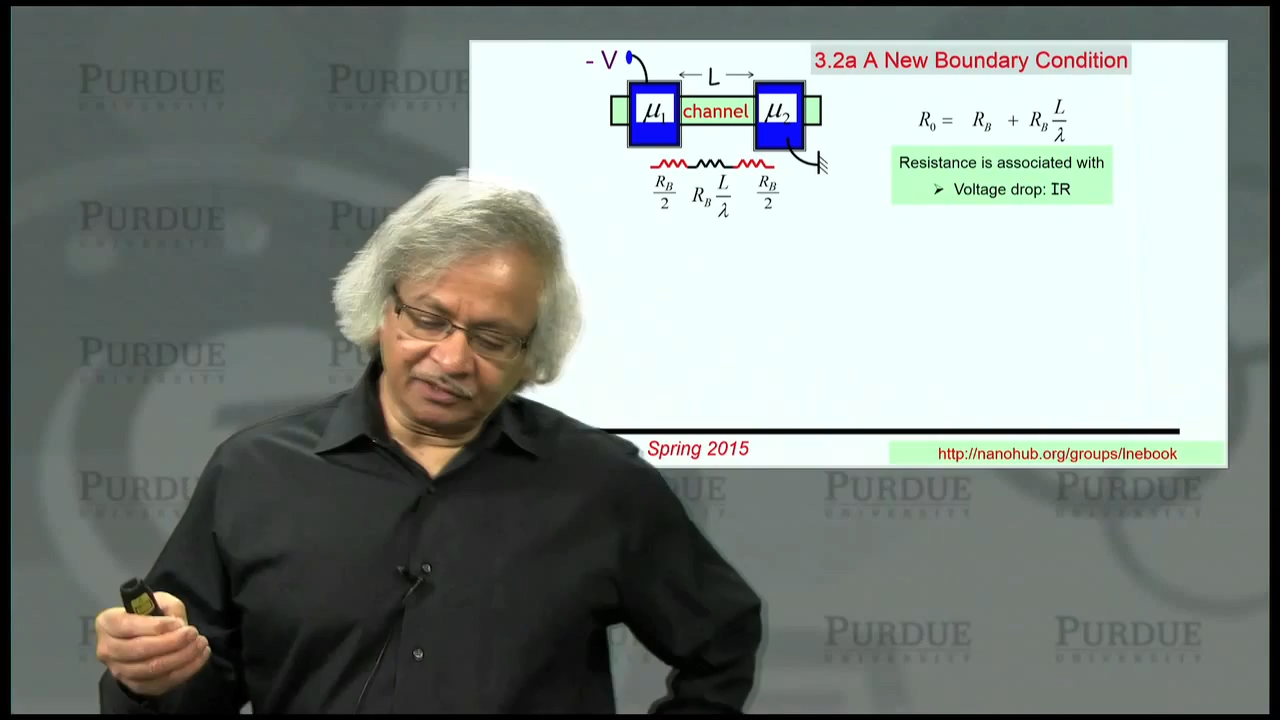 PURDUE
UNIVERSITY
- V
L
μ1 channel μ2
R_B/2 R_B L/λ R_B/2
3.2a A New Boundary Condition
R_0 = R_B + R_B L/λ
Resistance is associated with
➢ Voltage drop: IR
Spring 2015
http://nanohub.org/groups/lnebook